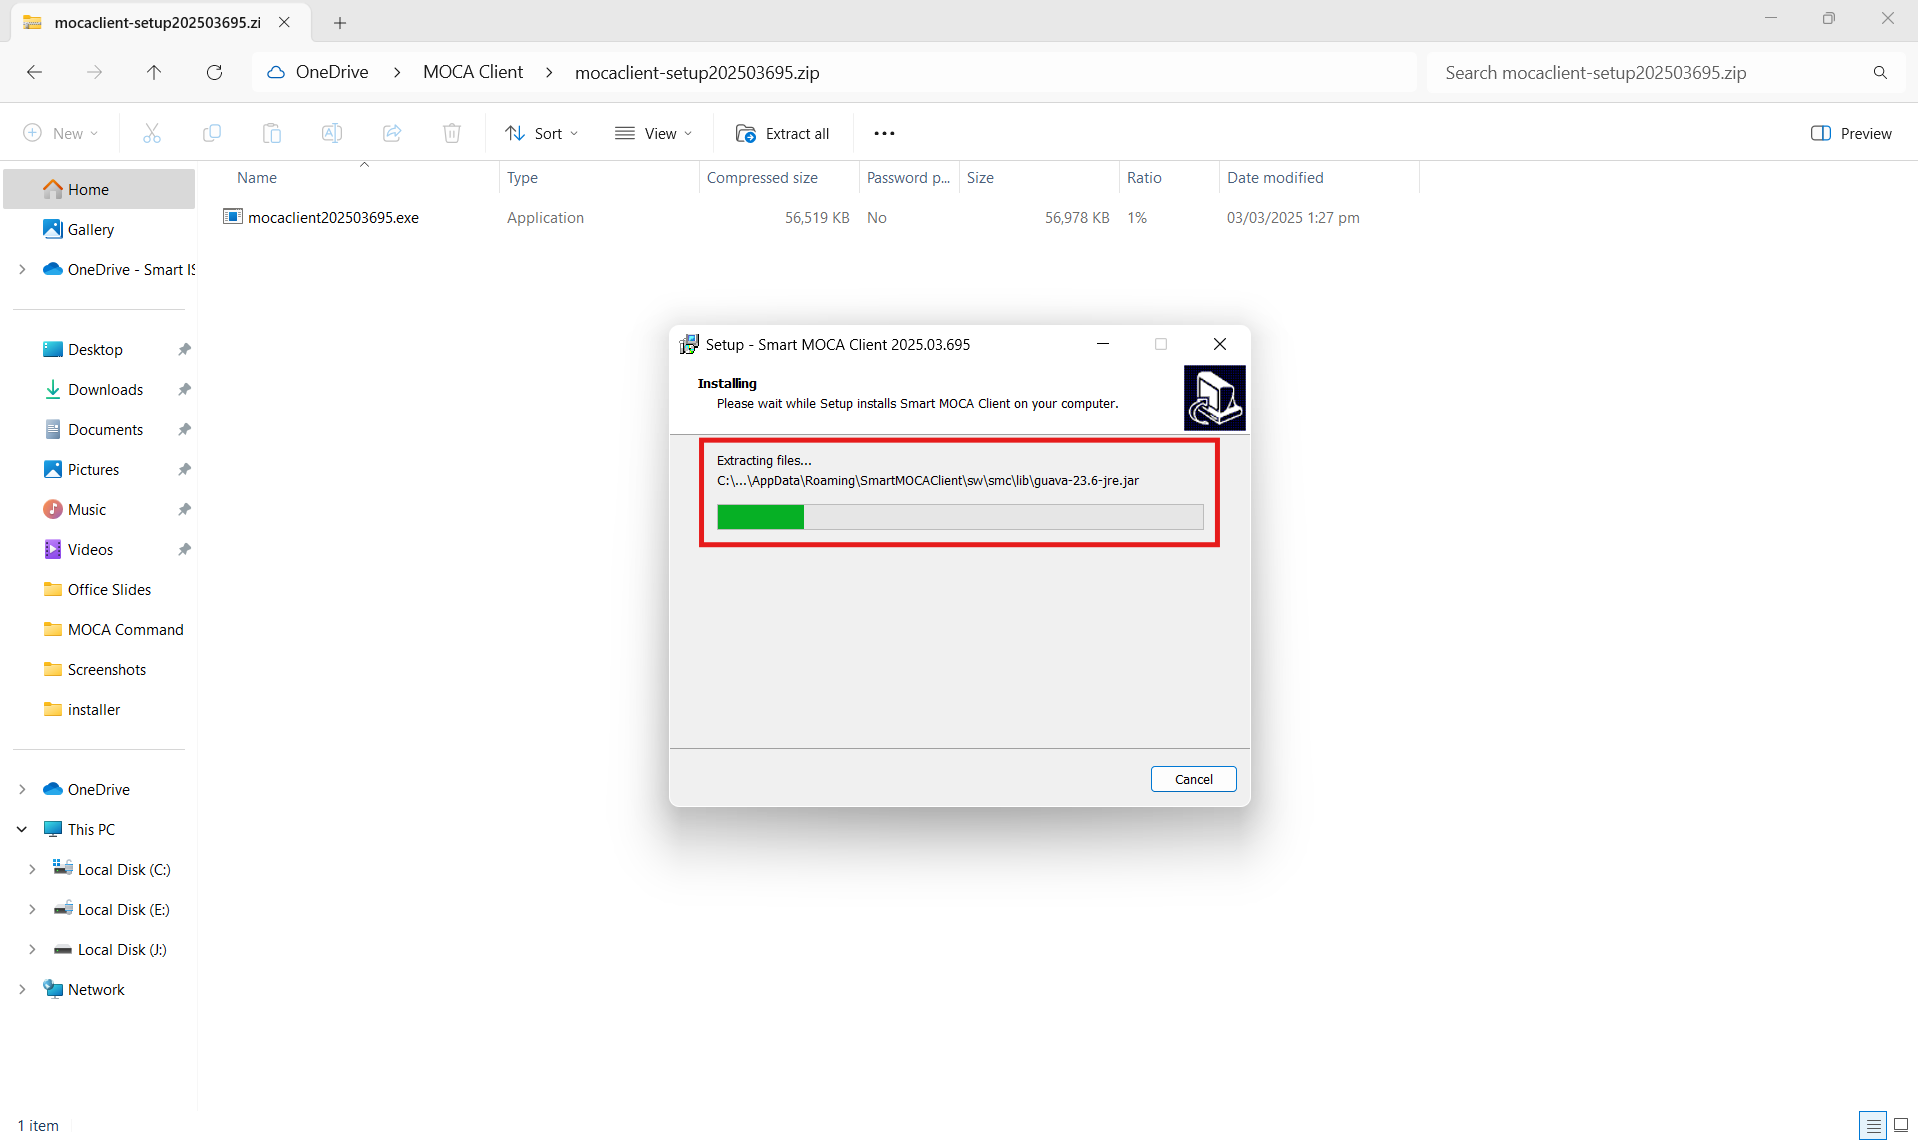 mocaclient-setup202503695.zi
OneDrive
MOCA Client
mocaclient-setup202503695.zip
Search mocaclient-setup202503695.zip
New
Sort
View
Extract all
Preview
Name
Type
Compressed size
Password p...
Size
Ratio
Date modified
mocaclient202503695.exe
Application
56,519 KB
No
56,978 KB
1%
03/03/2025 1:27 pm
Home
Gallery
OneDrive - Smart IS
Desktop
Downloads
Documents
Pictures
Music
Videos
Office Slides
MOCA Command
Screenshots
installer
OneDrive
This PC
Local Disk (C:)
Local Disk (E:)
Local Disk (J:)
Network
Setup - Smart MOCA Client 2025.03.695
Installing
Please wait while Setup installs Smart MOCA Client on your computer.
Extracting files...
C:\...\AppData\Roaming\SmartMOCAClient\sw\smc\lib\guava-23.6-jre.jar
Cancel
1 item